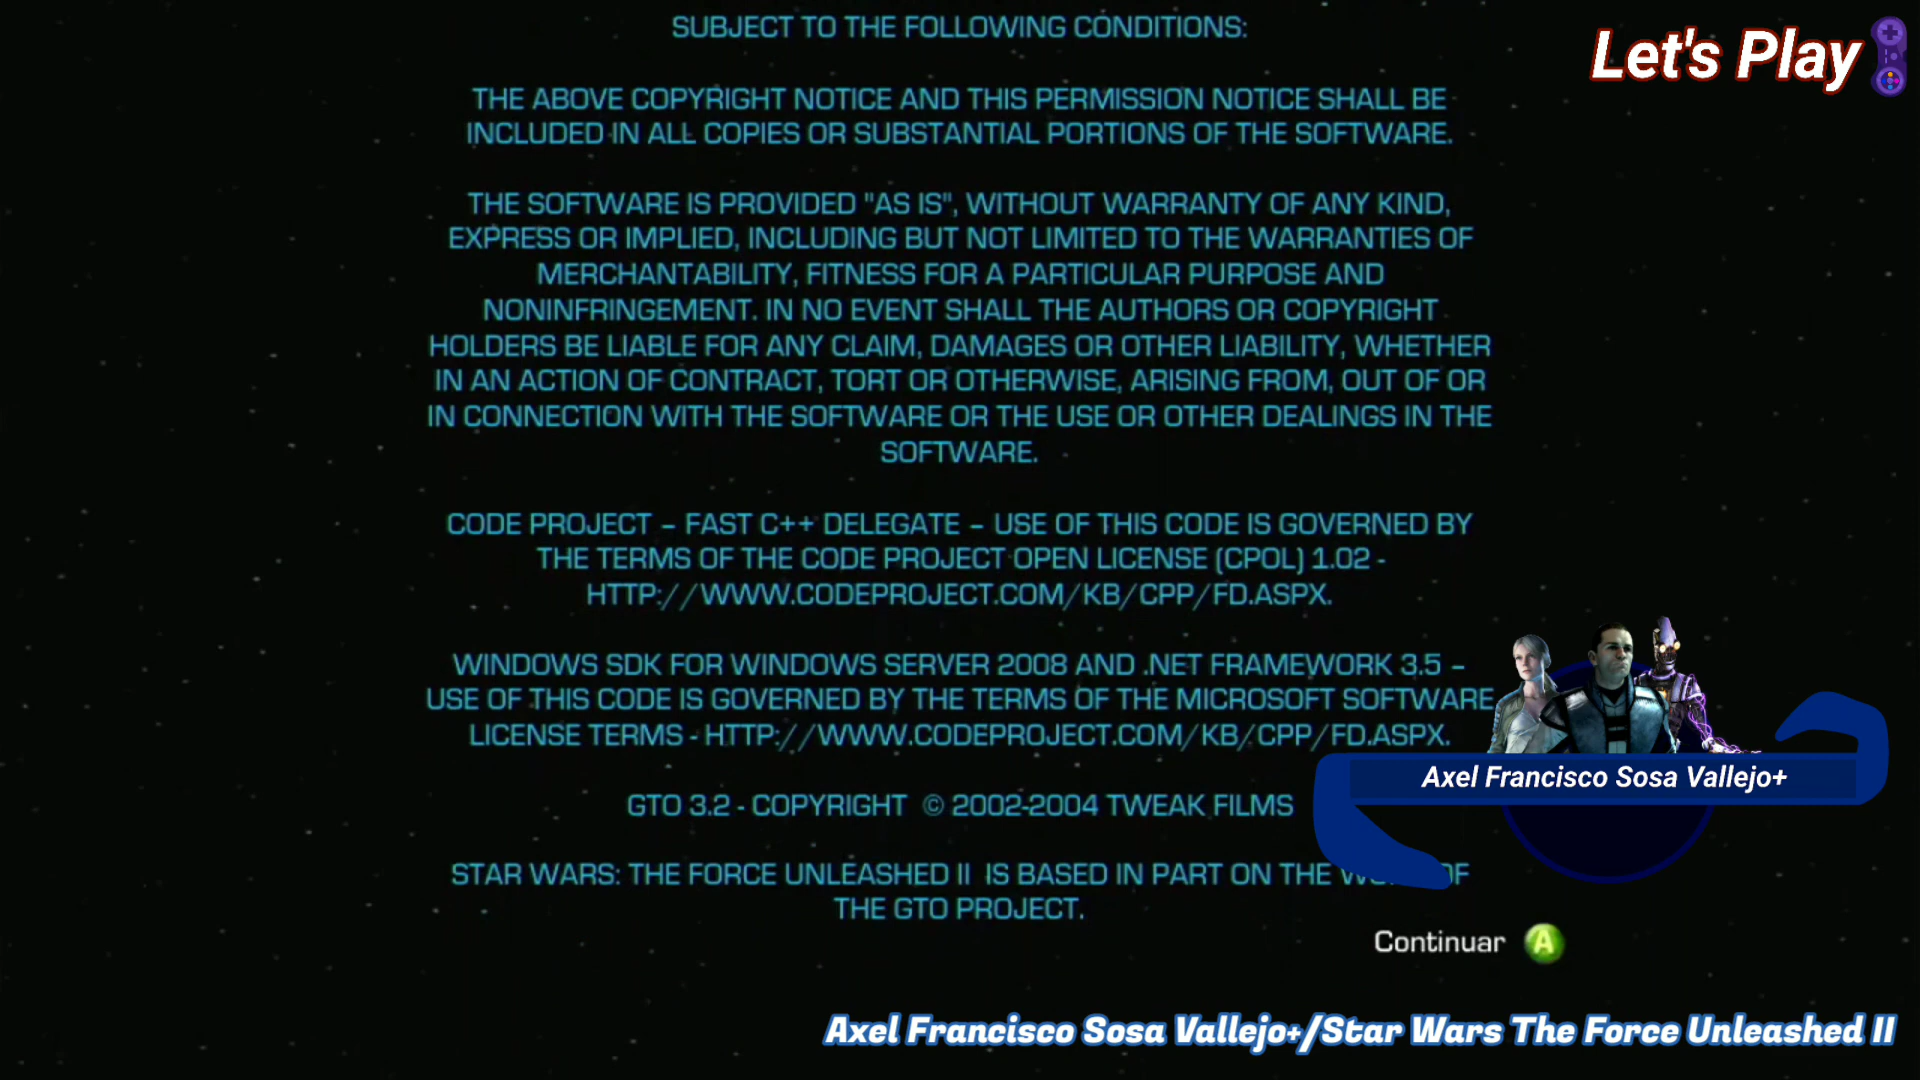 SUBJECT TO THE FOLLOWING CONDITIONS:
Let's Play
THE ABOVE COPYRIGHT NOTICE AND THIS PERMISSION NOTICE SHALL BE
INCLUDED IN ALL COPIES OR SUBSTANTIAL PORTIONS OF THE SOFTWARE.
THE SOFTWARE IS PROVIDED "AS IS", WITHOUT WARRANTY OF ANY KIND,
EXPRESS OR IMPLIED, INCLUDING BUT NOT LIMITED TO THE WARRANTIES OF
MERCHANTABILITY, FITNESS FOR A PARTICULAR PURPOSE AND
NONINFRINGEMENT. IN NO EVENT SHALL THE AUTHORS OR COPYRIGHT
HOLDERS BE LIABLE FOR ANY CLAIM, DAMAGES OR OTHER LIABILITY, WHETHER
IN AN ACTION OF CONTRACT, TORT OR OTHERWISE, ARISING FROM, OUT OF OR
IN CONNECTION WITH THE SOFTWARE OR THE USE OR OTHER DEALINGS IN THE
SOFTWARE.
CODE PROJECT – FAST C++ DELEGATE – USE OF THIS CODE IS GOVERNED BY
THE TERMS OF THE CODE PROJECT OPEN LICENSE (CPOL) 1.02 -
HTTP://WWW.CODEPROJECT.COM/KB/CPP/FD.ASPX.
WINDOWS SDK FOR WINDOWS SERVER 2008 AND .NET FRAMEWORK 3.5 –
USE OF THIS CODE IS GOVERNED BY THE TERMS OF THE MICROSOFT SOFTWARE
LICENSE TERMS - HTTP://WWW.CODEPROJECT.COM/KB/CPP/FD.ASPX.
Axel Francisco Sosa Vallejo+
GTO 3.2 - COPYRIGHT © 2002-2004 TWEAK FILMS
STAR WARS: THE FORCE UNLEASHED II IS BASED IN PART ON THE OF
THE GTO PROJECT.
Continuar A
Axel Francisco Sosa Vallejo+/Star Wars The Force Unleashed II